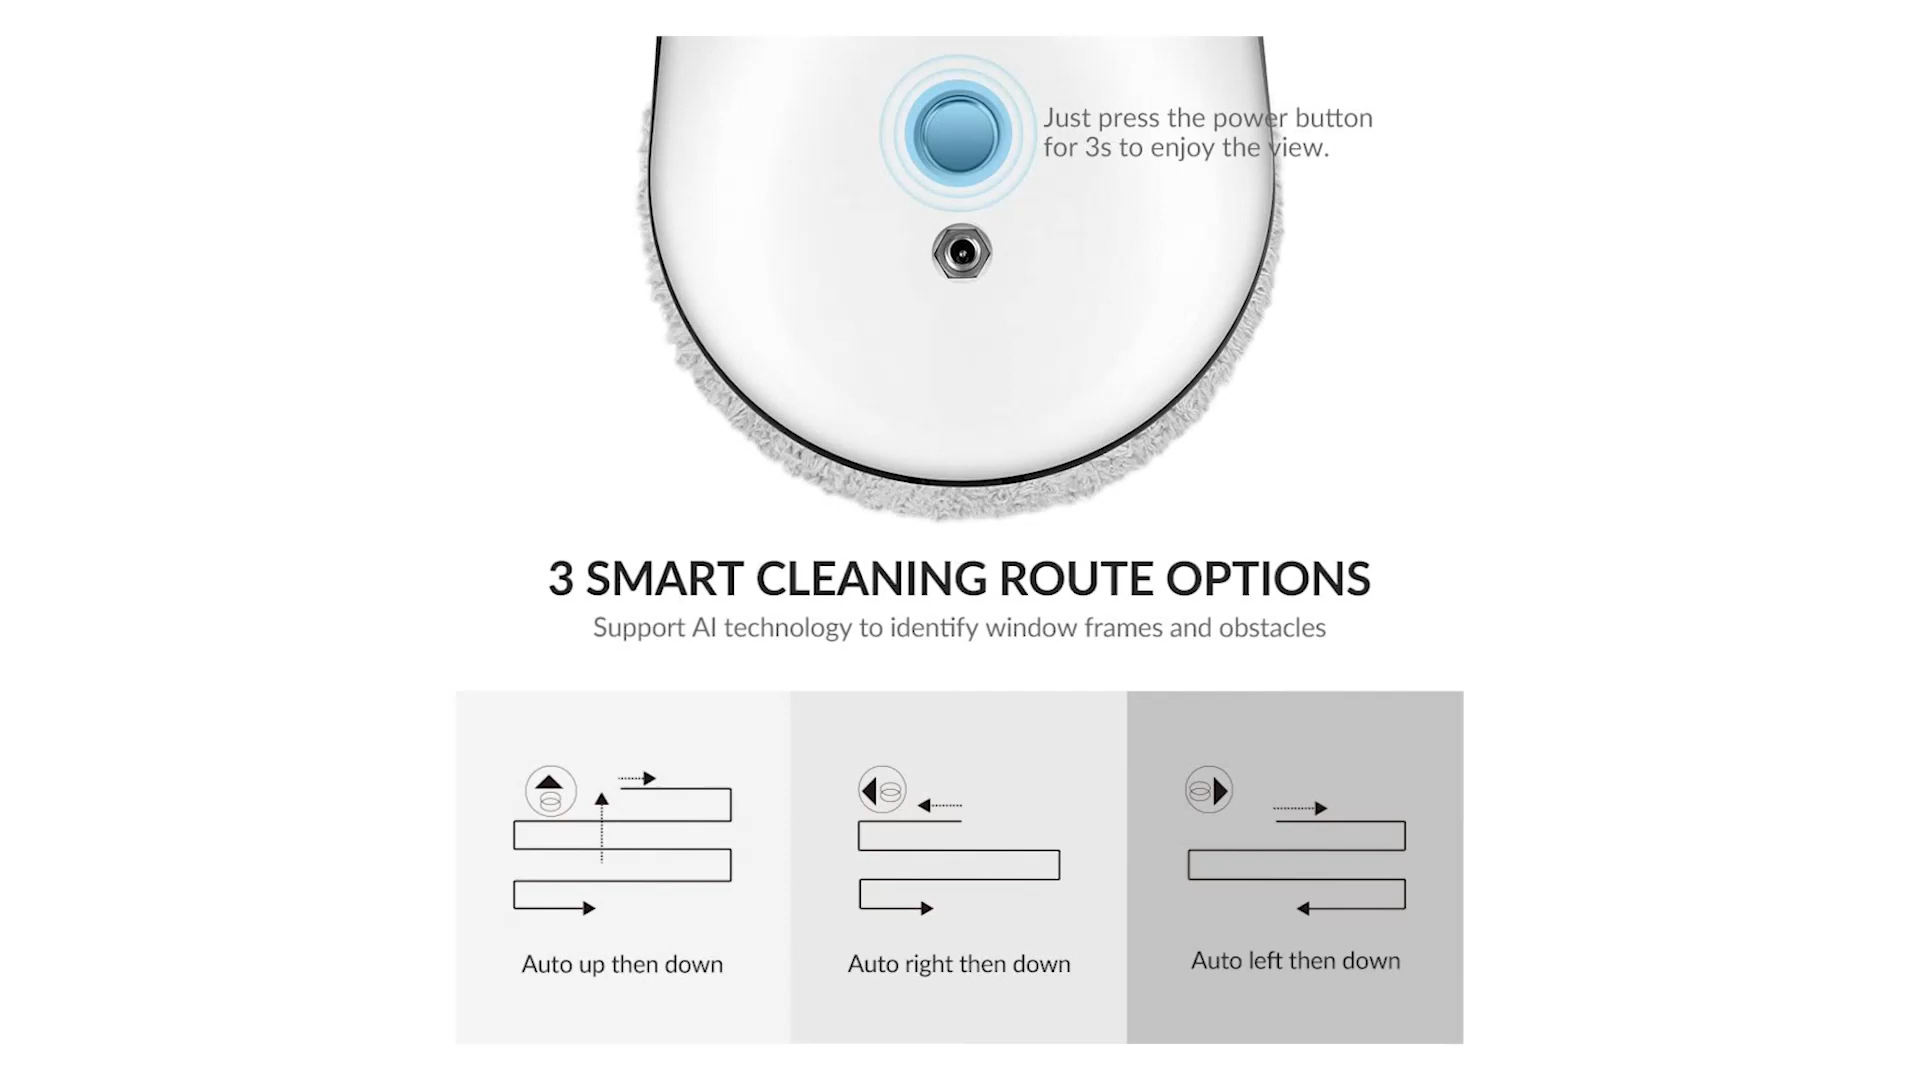 Just press the power button
for 3s to enjoy the view.
3 SMART CLEANING ROUTE OPTIONS
Support AI technology to identify window frames and obstacles
Auto up then down
Auto right then down
Auto left then down